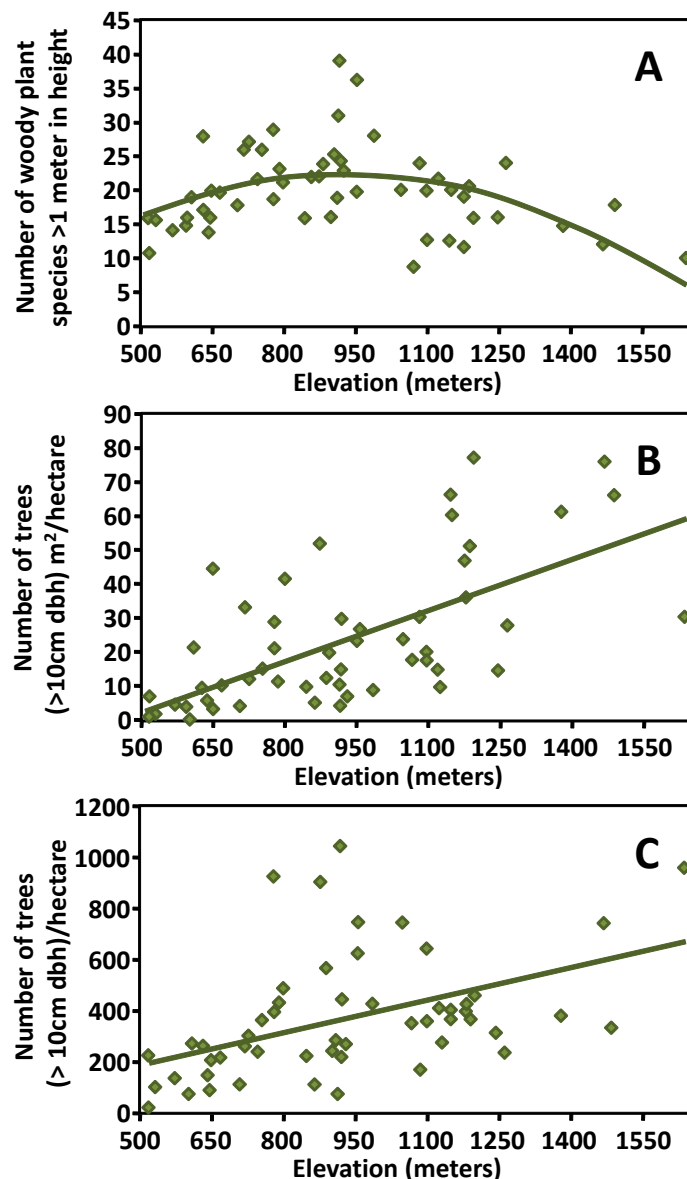 Number of woody plant
species >1 meter in height
45
40
35
30
25
20
15
10
5
0
A
500 650 800 950 1100 1250 1400 1550
Elevation (meters)
Number of trees
(>10cm dbh) m²/hectare
90
80
70
60
50
40
30
20
10
0
B
500 650 800 950 1100 1250 1400 1550
Elevation (meters)
Number of trees
(> 10cm dbh)/hectare
1200
1000
800
600
400
200
0
C
500 650 800 950 1100 1250 1400 1550
Elevation (meters)